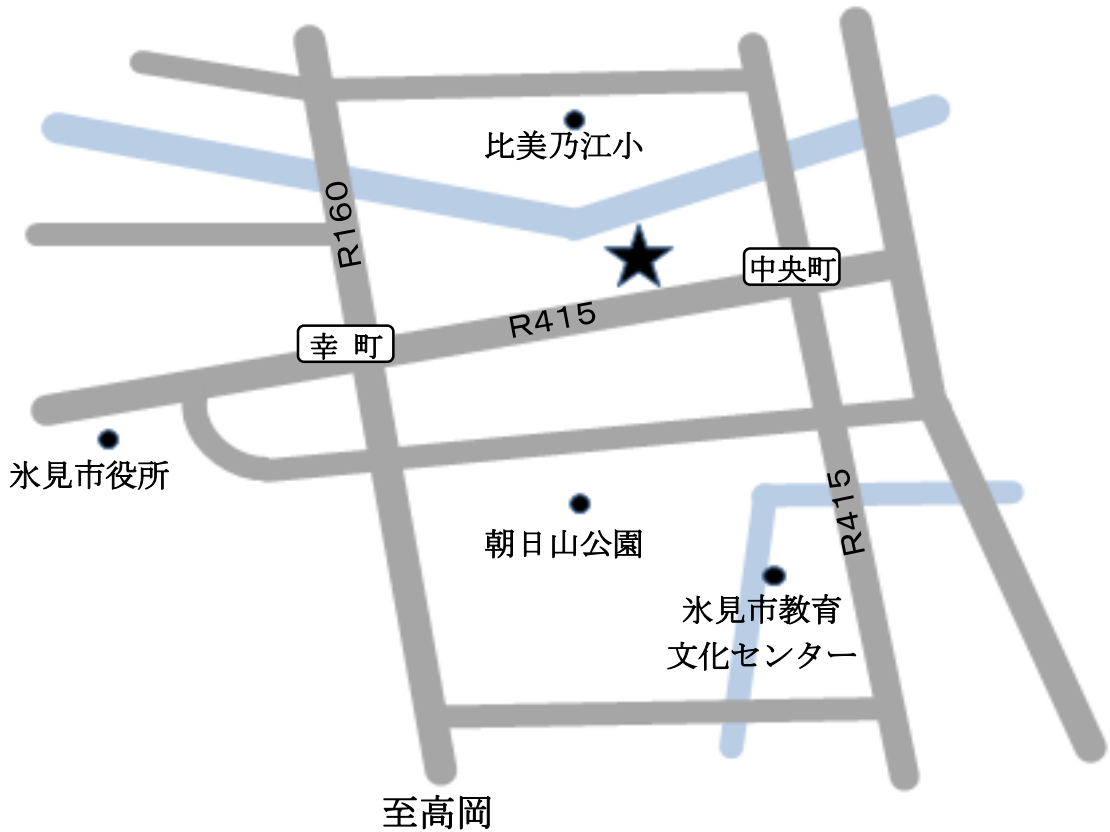 比美乃江小
R160
中央町
R415
幸 町
氷見市役所
R415
朝日山公園
氷見市教育
文化センター
至高岡